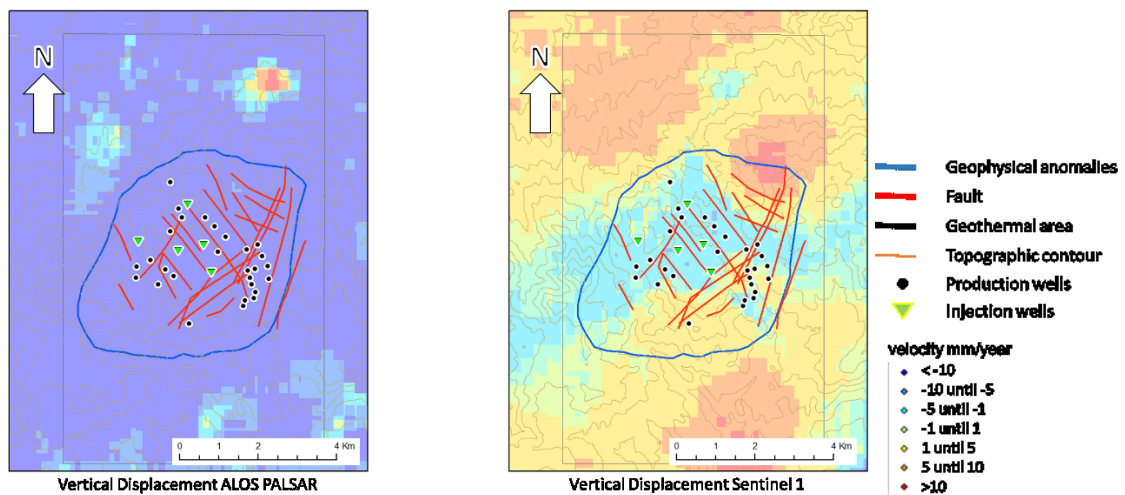 N
0 1 2 4 Km
Vertical Displacement ALOS PALSAR
N
0 1 2 4 Km
Vertical Displacement Sentinel 1
Geophysical anomalies
Fault
Geothermal area
Topographic contour
Production wells
Injection wells
velocity mm/year
< -10
-10 until -5
-5 until -1
-1 until 1
1 until 5
5 until 10
>10